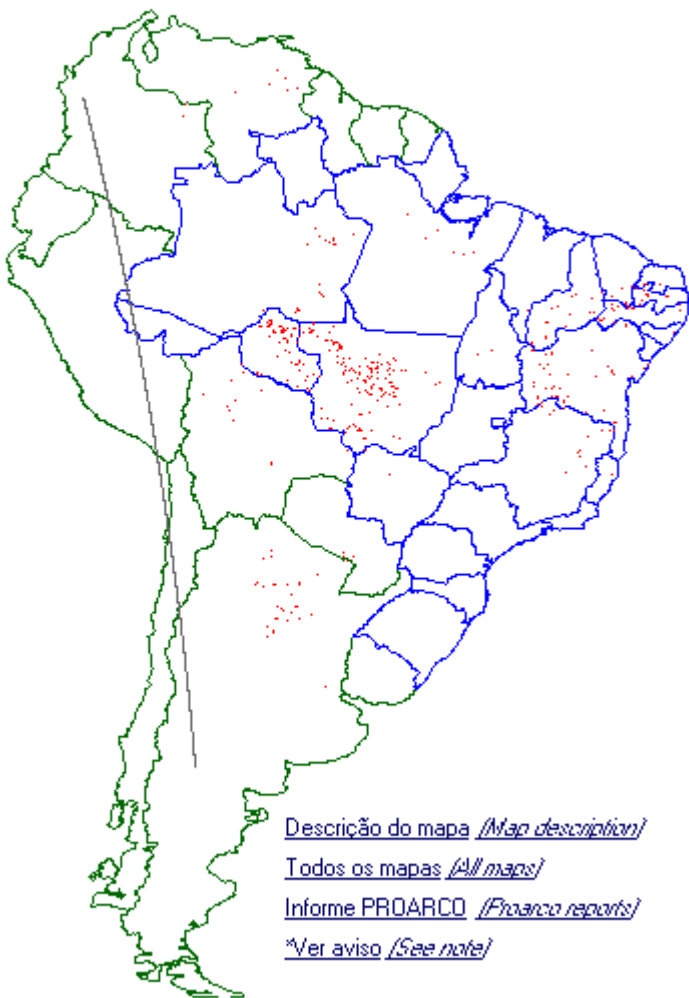 Descrição do mapa (Map description)
Todos os mapas (All maps)
Informe PROARCO (Proarco reports)
*Ver aviso (See note)